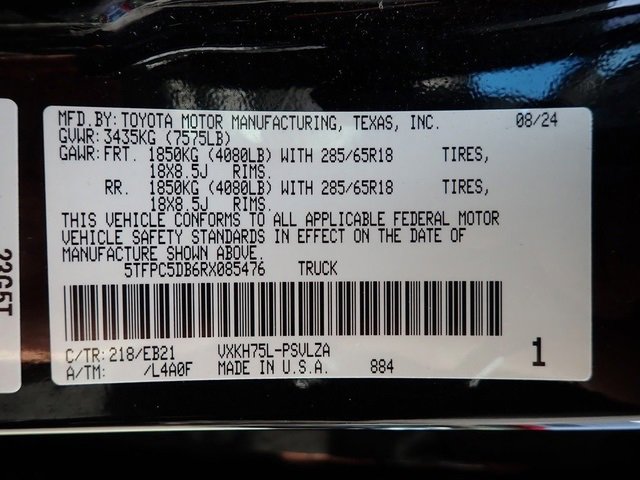 MFD.BY: TOYOTA MOTOR MANUFACTURING, TEXAS, INC. 08/24
GVWR: 3435KG (7575LB)
GAWR: FRT. 1850KG (4080LB) WITH 285/65R18 TIRES,
18X8.5J RIMS.
RR. 1850KG (4080LB) WITH 285/65R18 TIRES,
18X8.5J RIMS.
THIS VEHICLE CONFORMS TO ALL APPLICABLE FEDERAL MOTOR
VEHICLE SAFETY STANDARDS IN EFFECT ON THE DATE OF
MANUFACTURE SHOWN ABOVE.
5TFPC5DB6RX085476 TRUCK
C/TR: 218/EB21 VXKH75L-PSVLZA
A/TM: /L4A0F MADE IN U.S.A. 884
1